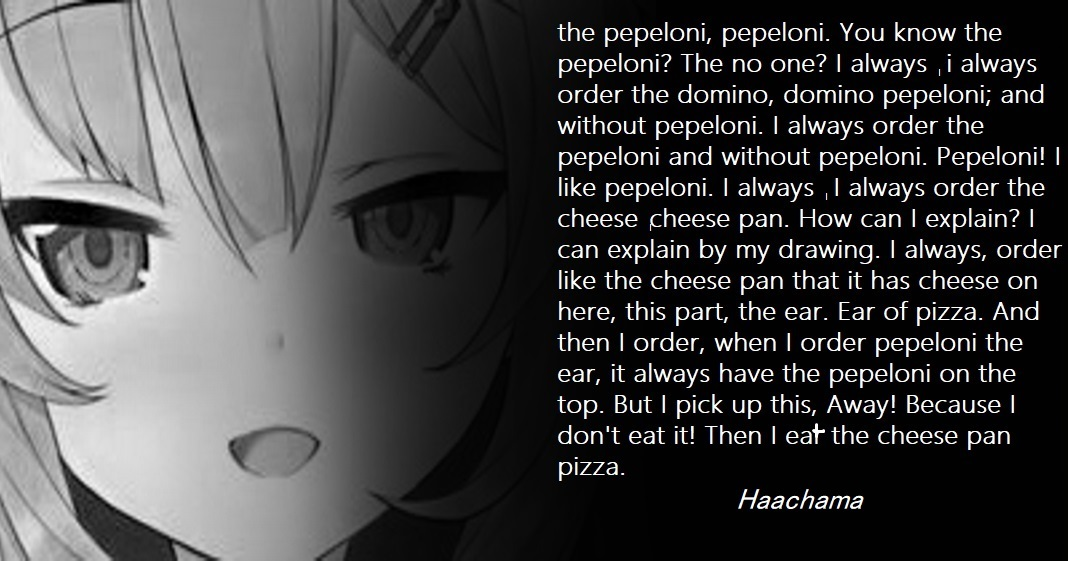 the pepeloni, pepeloni. You know the
pepeloni? The no one? I always , i always
order the domino, domino pepeloni; and
without pepeloni. I always order the
pepeloni and without pepeloni. Pepeloni! I
like pepeloni. I always , I always order the
cheese cheese pan. How can I explain? I
can explain by my drawing. I always, order
like the cheese pan that it has cheese on
here, this part, the ear. Ear of pizza. And
then I order, when I order pepeloni the
ear, it always have the pepeloni on the
top. But I pick up this, Away! Because I
don't eat it! Then I eat the cheese pan
pizza.
Haachama